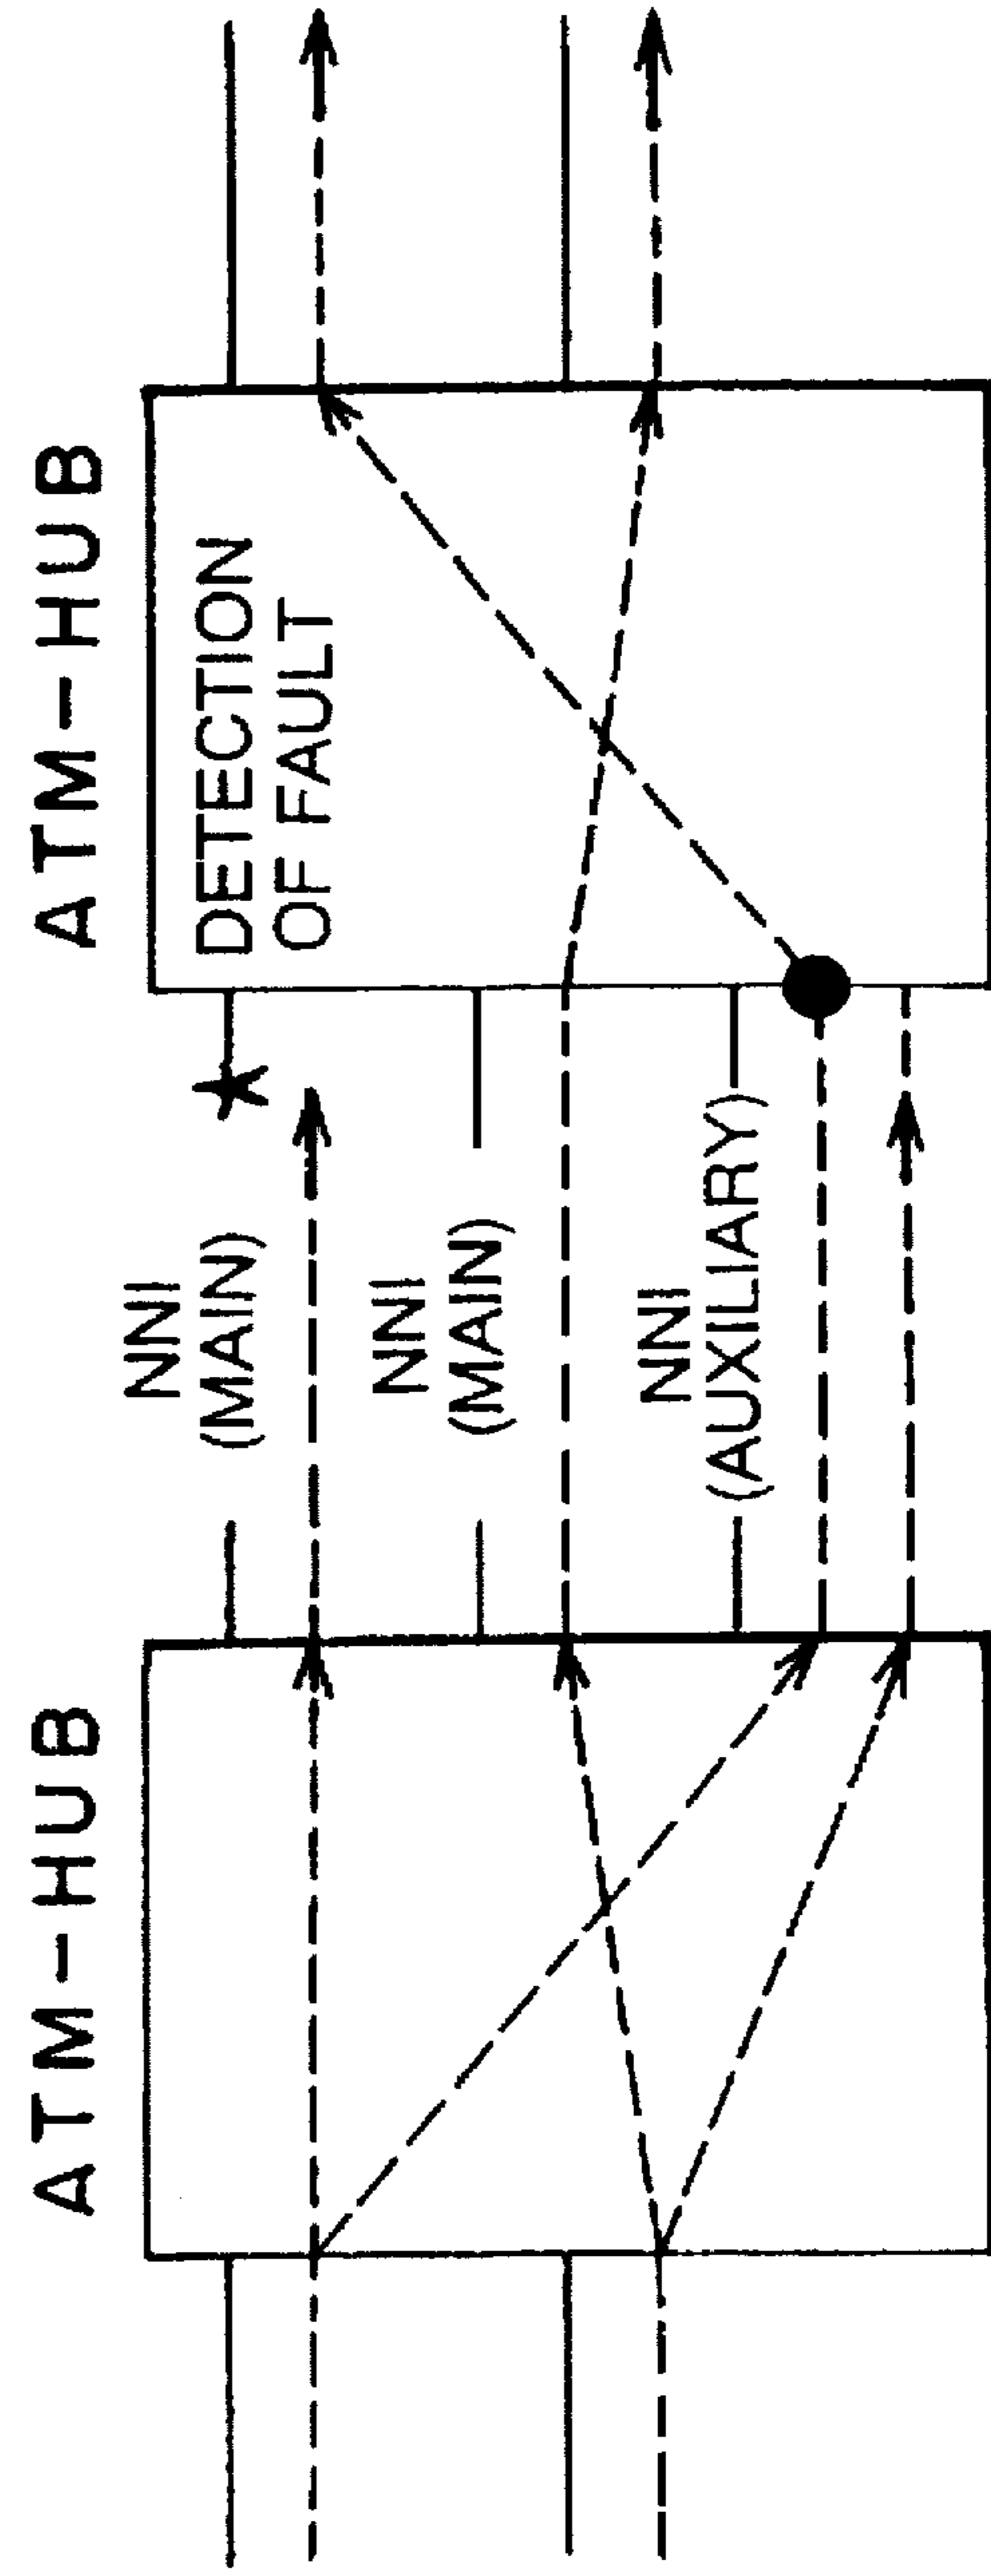 ATM-HUB
ATM-HUB
NNI
(MAIN)
NNI
(MAIN)
NNI
(AUXILIARY)
DETECTION
OF FAULT